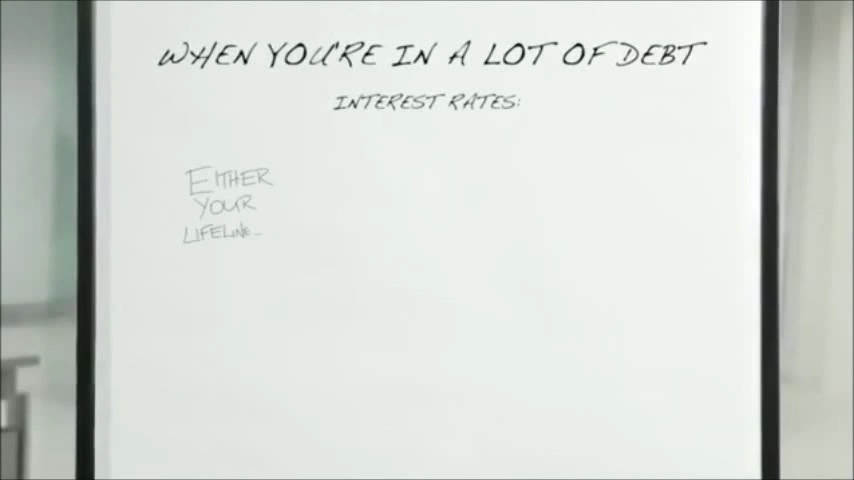 WHEN YOU'RE IN A LOT OF DEBT
INTEREST RATES:
EITHER
YOUR
LIFELINE...